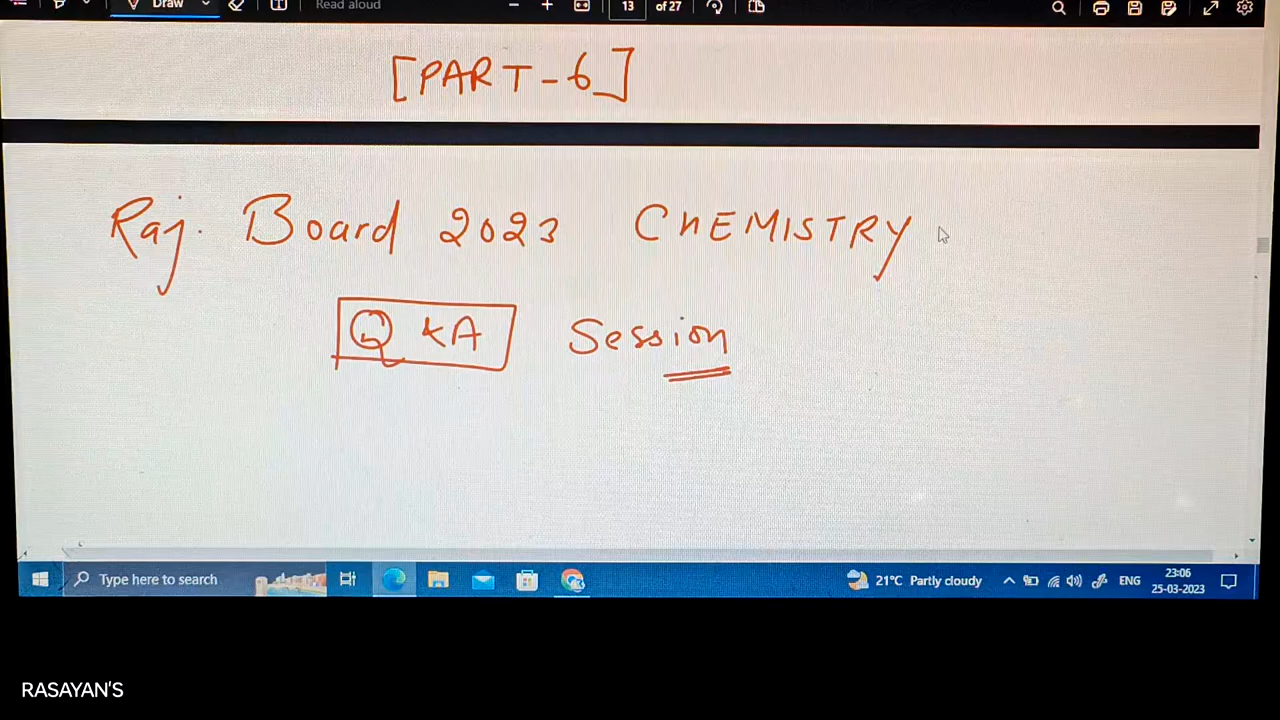 Draw Read aloud 13 of 27
[PART-6]
Raj. Board 2023 CHEMISTRY
Q &A Session
Type here to search 21°C Partly cloudy ENG 23:06
25-03-2023
RASAYAN'S